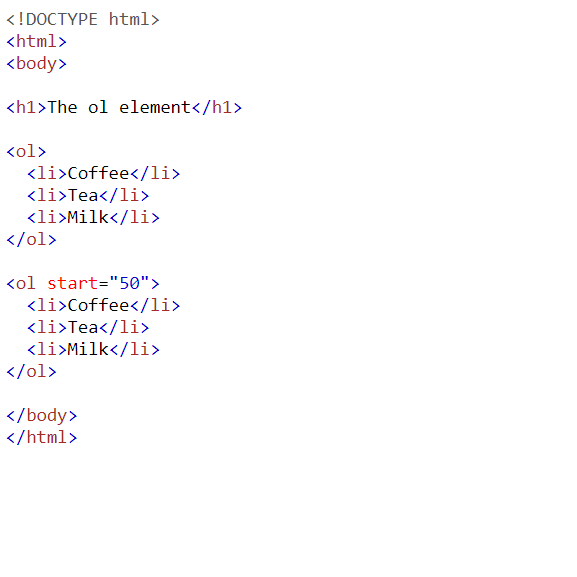 <!DOCTYPE html>
<html>
<body>

<h1>The ol element</h1>

<ol>
  <li>Coffee</li>
  <li>Tea</li>
  <li>Milk</li>
</ol>

<ol start="50">
  <li>Coffee</li>
  <li>Tea</li>
  <li>Milk</li>
</ol>

</body>
</html>